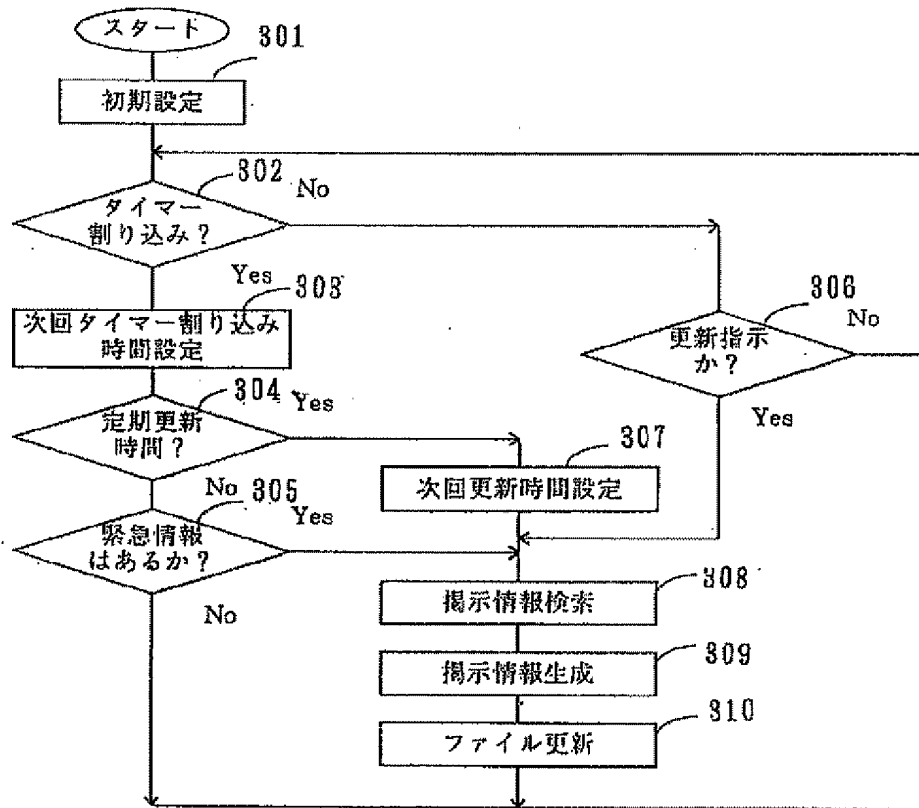 スタート
301
初期設定
302
No
タイマー
割り込み？
Yes
303
次回タイマー割り込み
時間設定
306
No
更新指示
か？
Yes
304
Yes
定期更新
時間？
307
次回更新時間設定
No
305
Yes
緊急情報
はあるか？
No
308
掲示情報検索
309
掲示情報生成
310
ファイル更新